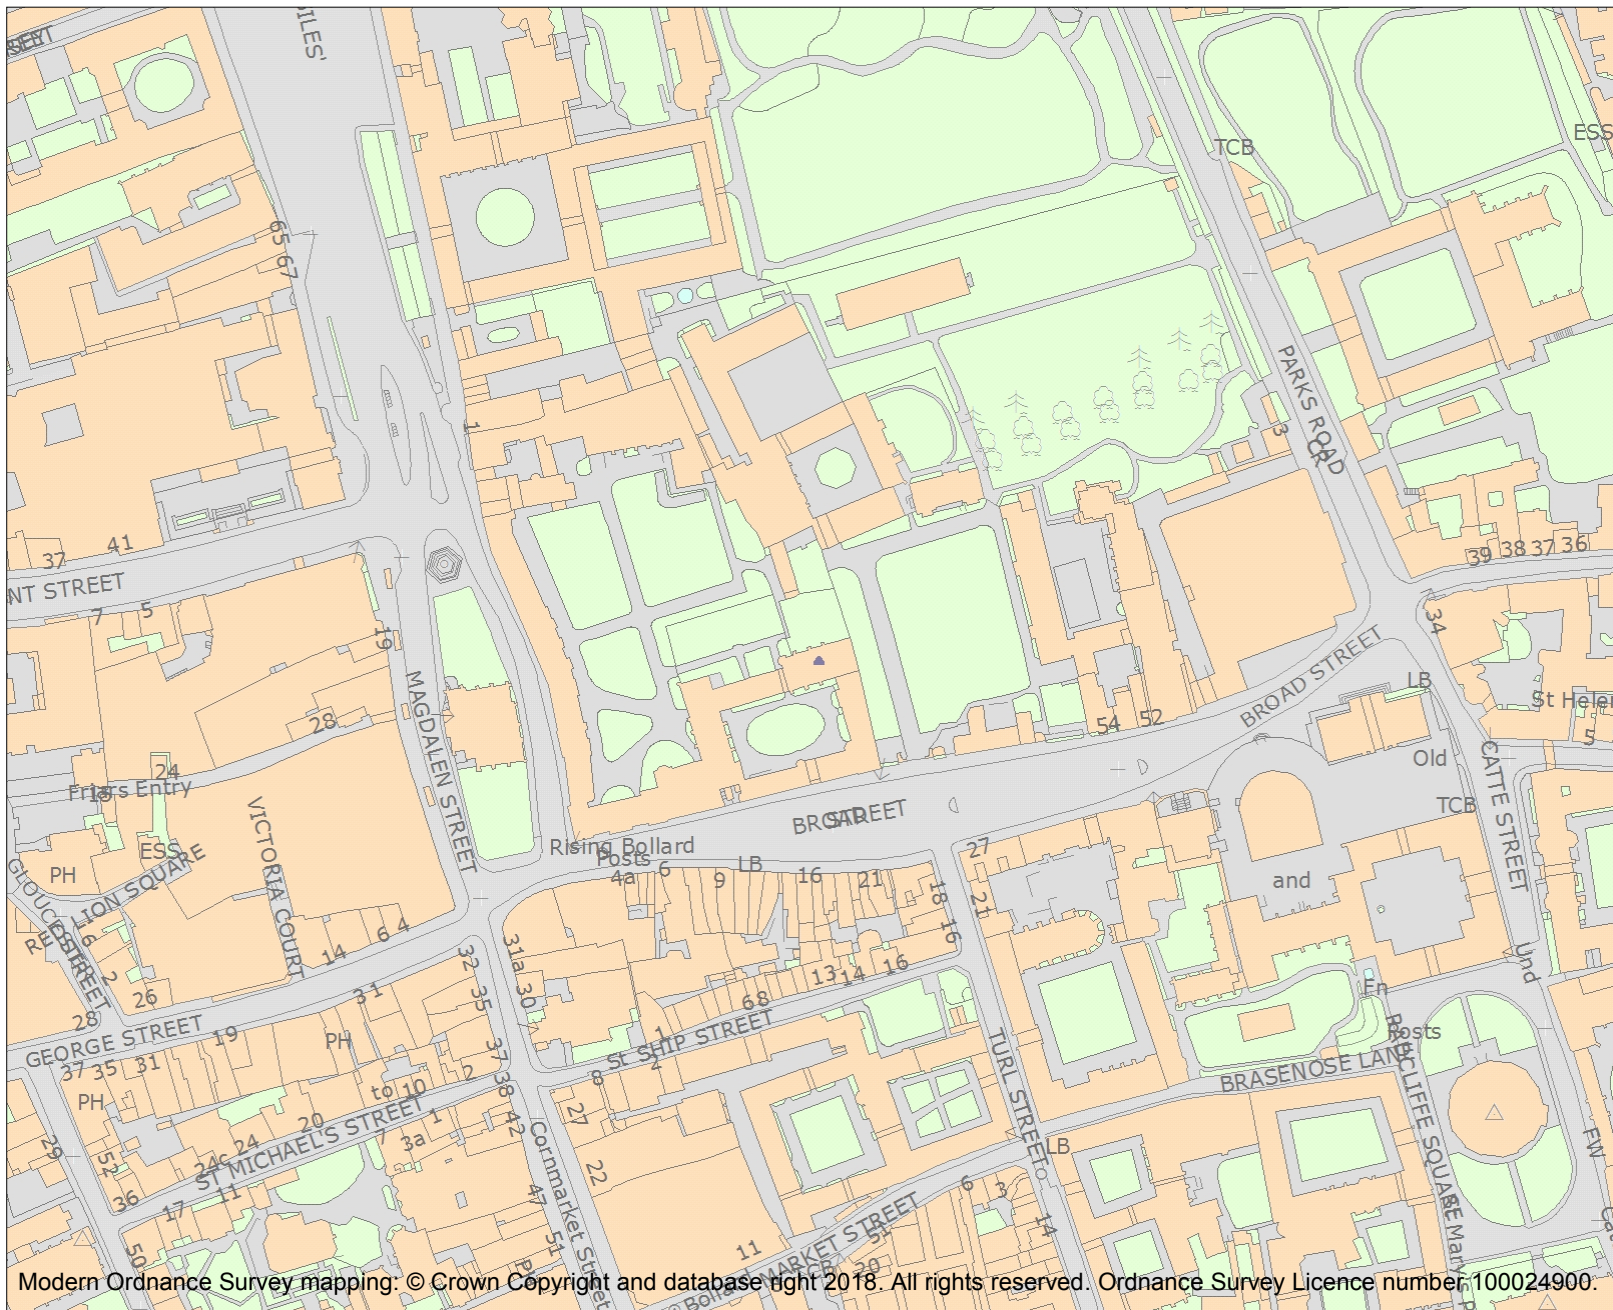 GILES'
TCB
ESS
65
67
PARKS ROAD
3
1
37
41
NT STREET
7
5
19
39
38
37
36
34
MAGDALEN STREET
28
BROAD STREET
LB
St Helen
5
54
52
Old
24
Friars Entry
VICTORIA COURT
CATTE STREET
TCB
BROAD STREET
Rising Bollard
Posts
4a
6
9
LB
16
21
27
ESS
PH
RED LION SQUARE
GLOUCESTER STREET
and
18
16
21
6
2
14
6
4
32
35
31a
30
13
14
16
Und
Fn
26
28
GEORGE STREET
19
3
1
PH
6
8
1
2
St
SHIP STREET
Posts
37
35
31
37
38
42
2
8
27
TURL STREET
BRASENOSE LANE
RADCLIFFE SQUARE
PH
to 10
20
1
7
3a
24
24c
ST MICHAEL'S STREET
29
52
36
17
11
Cornmarket Street
22
47
51
LB
FW
6
3
14
50
11
MARKET STREET
51
20
Bollard
St Mary's
Modern Ordnance Survey mapping: © Crown Copyright and database right 2018. All rights reserved. Ordnance Survey Licence number 100024900.